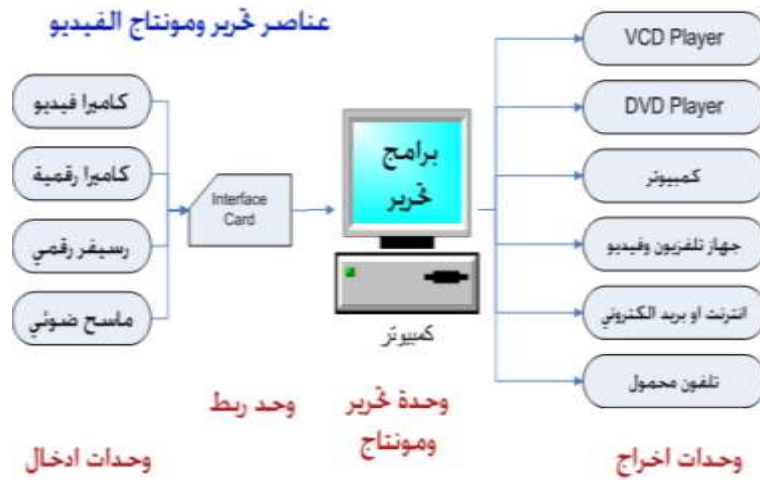 عناصر تحرير ومونتاج الفيديو
كاميرا فيديو
كاميرا رقمية
رسيفر رقمي
ماسح ضوئي
Interface
Card
برامج
تحرير
كمبيوتر
VCD Player
DVD Player
كمبيوتر
جهاز تلفزيون وفيديو
انترنت او بريد الكتروني
تلفون محمول
وحدات ادخال
وحد ربط
وحدة تحرير
ومونتاج
وحدات اخراج